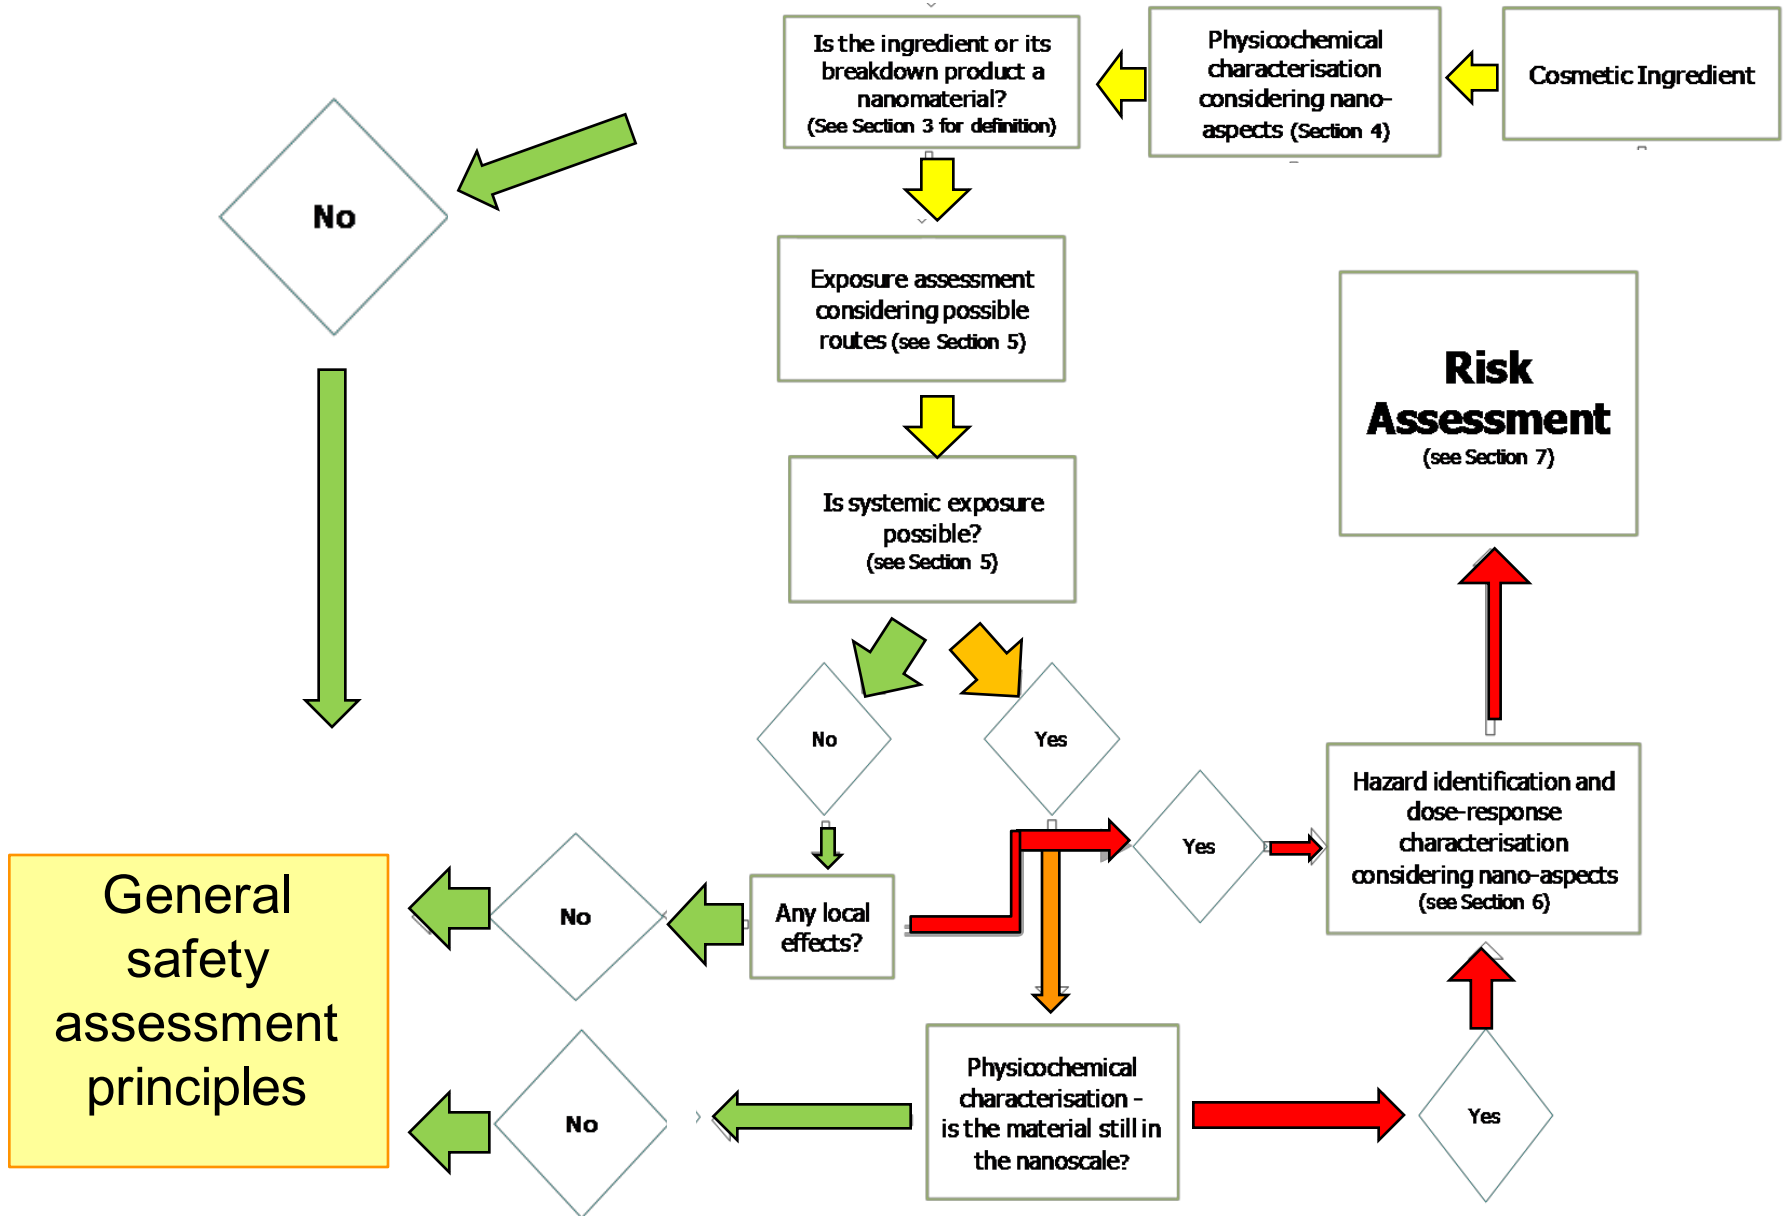 Is the ingredient or its
breakdown product a
nanomaterial?
(See Section 3 for definition)
Physicochemical
characterisation
considering nano-
aspects (Section 4)
Cosmetic Ingredient
No
Exposure assessment
considering possible
routes (see Section 5)
Risk
Assessment
(see Section 7)
Is systemic exposure
possible?
(see Section 5)
No
Yes
Yes
Hazard identification and
dose-response
characterisation
considering nano-aspects
(see Section 6)
General
safety
assessment
principles
No
Any local
effects?
No
Physicochemical
characterisation -
is the material still in
the nanoscale?
Yes